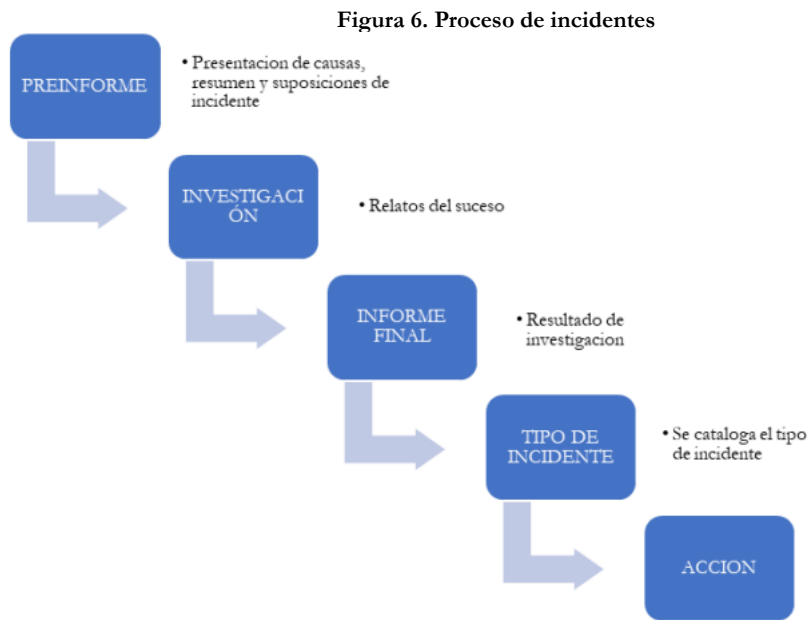 Figura 6. Proceso de incidentes
PREINFORME
• Presentacion de causas,
resumen y suposiciones de
incidente
INVESTIGACI
ÓN
• Relatos del suceso
INFORME
FINAL
• Resultado de
investigacion
TIPO DE
INCIDENTE
• Se cataloga el tipo
de incidente
ACCION